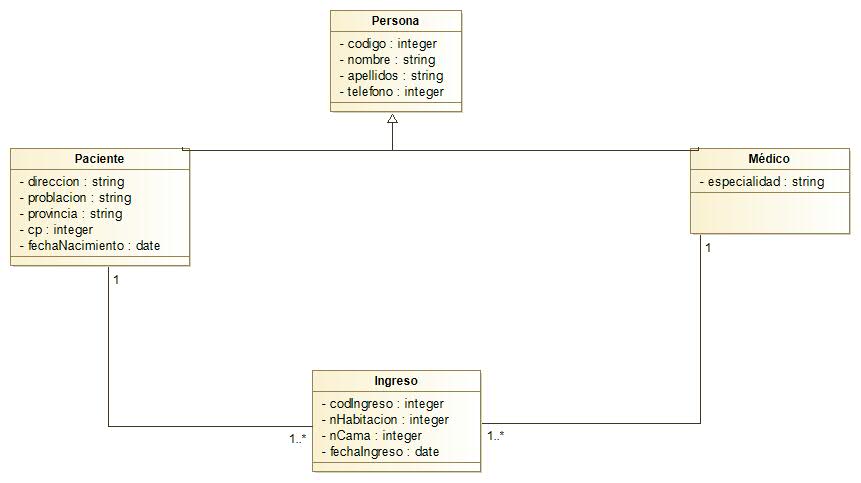 Persona
- codigo : integer
- nombre : string
- apellidos : string
- telefono : integer
Paciente
- direccion : string
- problacion : string
- provincia : string
- cp : integer
- fechaNacimiento : date
Médico
- especialidad : string
1
1
Ingreso
- codIngreso : integer
- nHabitacion : integer
- nCama : integer
- fechaIngreso : date
1..*
1..*